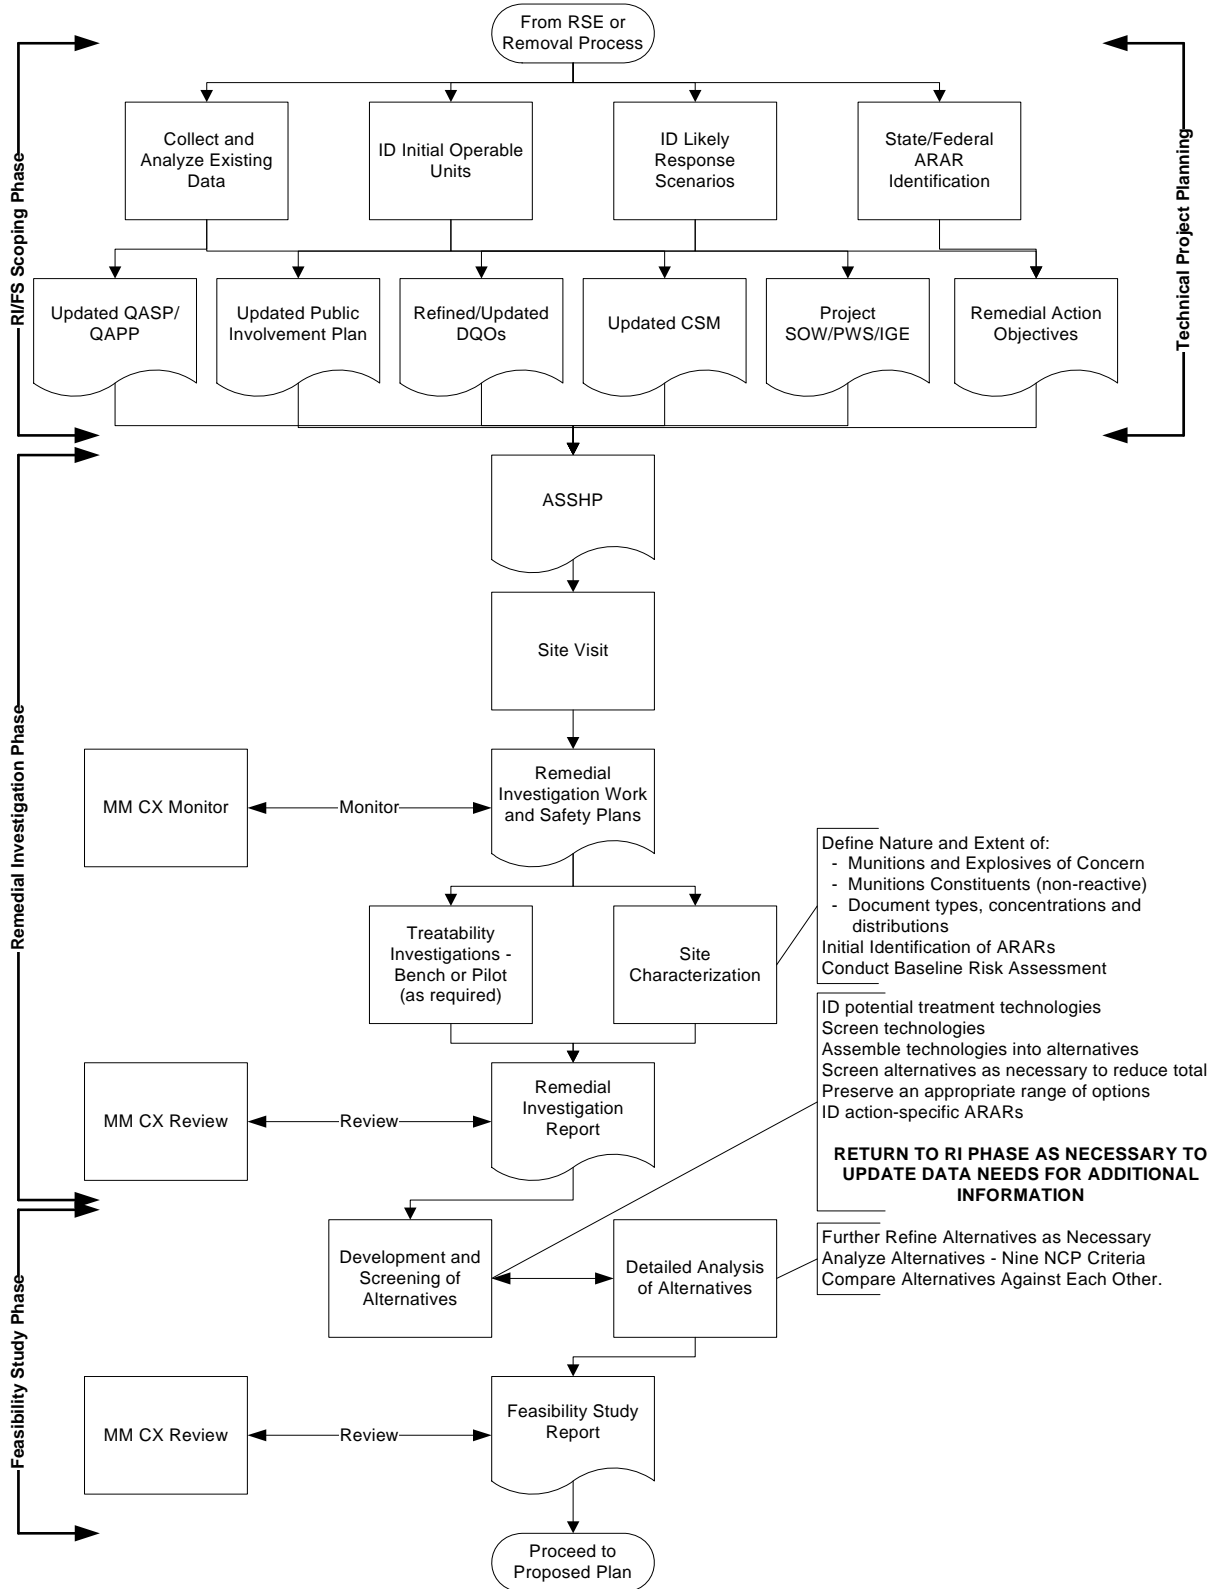 From RSE or
Removal Process
RI/FS Scoping Phase
Technical Project Planning
Collect and
Analyze Existing
Data
ID Initial Operable
Units
ID Likely
Response
Scenarios
State/Federal
ARAR
Identification
Updated QASP/
QAPP
Updated Public
Involvement Plan
Refined/Updated
DQOs
Updated CSM
Project
SOW/PWS/IGE
Remedial Action
Objectives
ASSHP
Site Visit
Remedial Investigation Phase
MM CX Monitor
Monitor
Remedial
Investigation Work
and Safety Plans
Treatability
Investigations -
Bench or Pilot
(as required)
Site
Characterization
Define Nature and Extent of:
- Munitions and Explosives of Concern
- Munitions Constituents (non-reactive)
- Document types, concentrations and
distributions
Initial Identification of ARARs
Conduct Baseline Risk Assessment
MM CX Review
Review
Remedial
Investigation
Report
ID potential treatment technologies
Screen technologies
Assemble technologies into alternatives
Screen alternatives as necessary to reduce total
Preserve an appropriate range of options
ID action-specific ARARs
RETURN TO RI PHASE AS NECESSARY TO
UPDATE DATA NEEDS FOR ADDITIONAL
INFORMATION
Feasibility Study Phase
Development and
Screening of
Alternatives
Detailed Analysis
of Alternatives
Further Refine Alternatives as Necessary
Analyze Alternatives - Nine NCP Criteria
Compare Alternatives Against Each Other.
MM CX Review
Review
Feasibility Study
Report
Proceed to
Proposed Plan